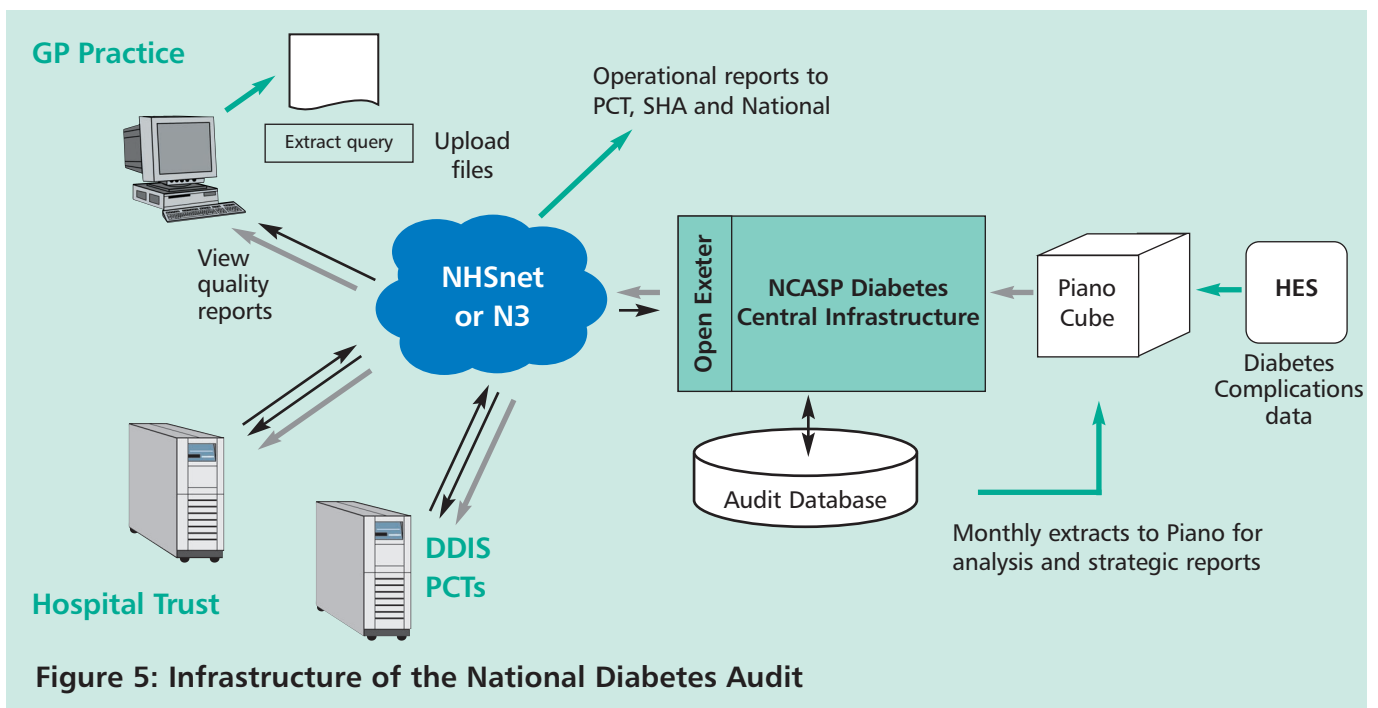 GP Practice
Extract query
Upload
files
Operational reports to
PCT, SHA and National
View
quality
reports
NHSnet
or N3
Open Exeter
NCASP Diabetes
Central Infrastructure
Piano
Cube
HES
Diabetes
Complications
data
Audit Database
Monthly extracts to Piano for
analysis and strategic reports
DDIS
PCTs
Hospital Trust
Figure 5: Infrastructure of the National Diabetes Audit